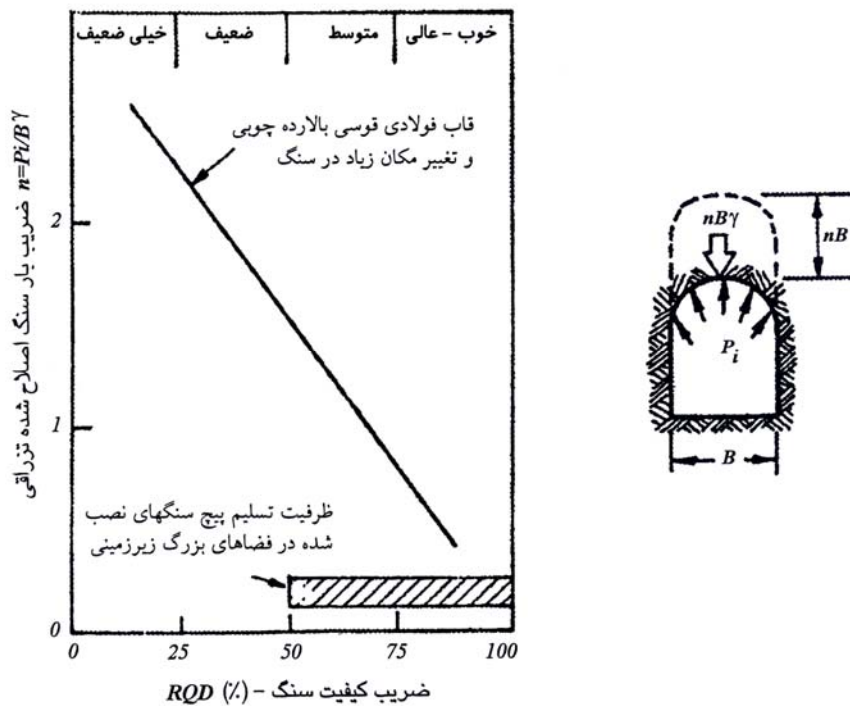 خوب - عالی
متوسط
ضعیف
خیلی ضعیف
قاب فولادی قوسی بالارده چوبی
و تغییر مکان زیاد در سنگ
ضریب بار سنگ اصلاح شده تزراقی n=Pi/Bγ
2
1
0
ظرفیت تسلیم پیچ سنگهای نصب
شده در فضاهای بزرگ زیرزمینی
0 25 50 75 100
ضریب کیفیت سنگ - RQD (٪)
nBγ
nB
Pi
B